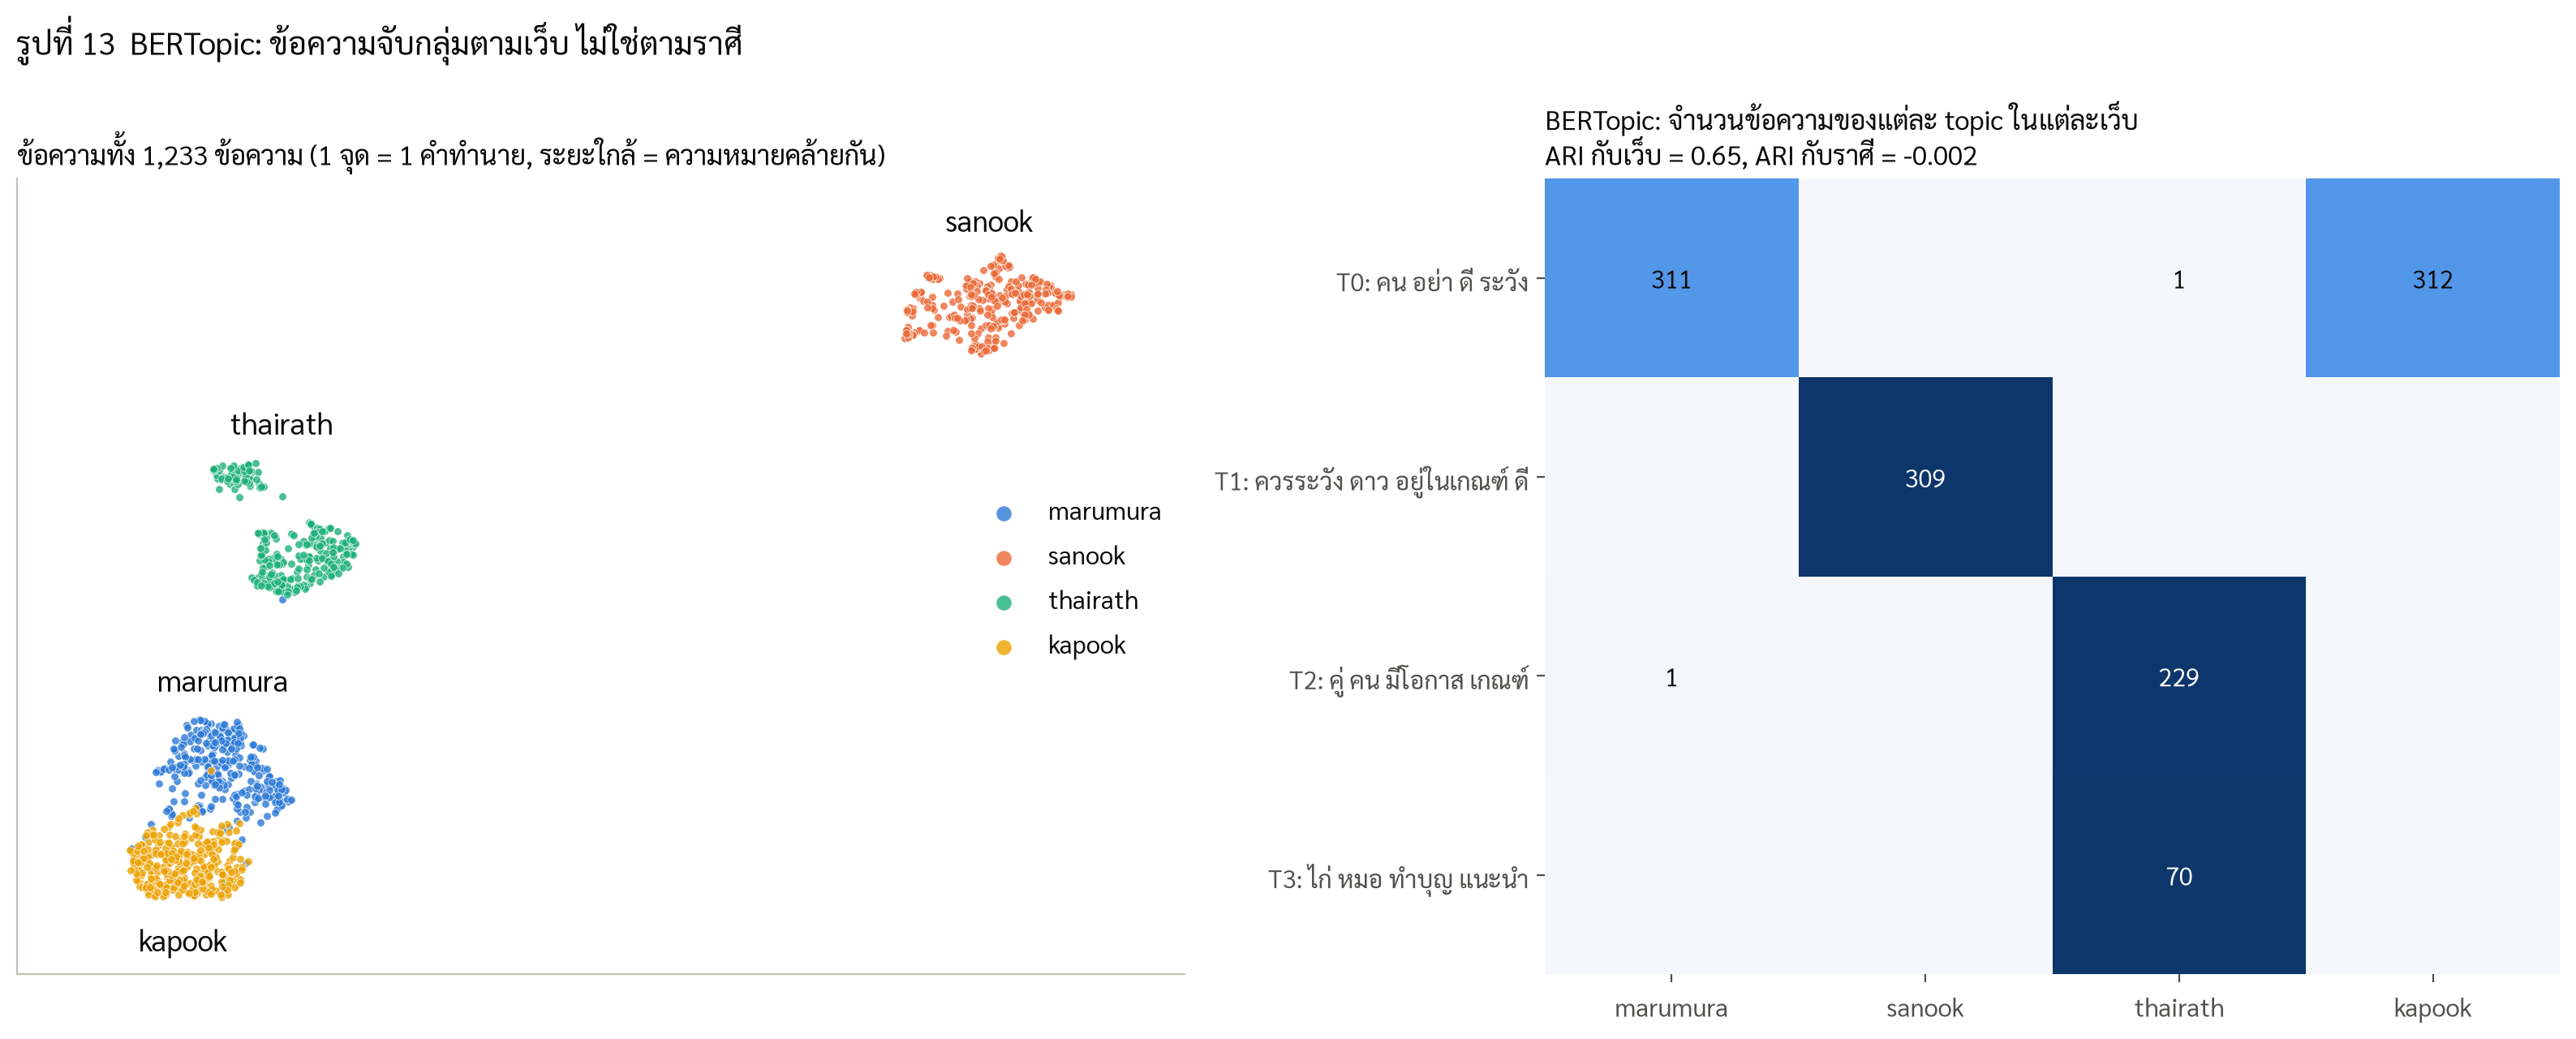 รูปที่ 13  BERTopic: ข้อความจับกลุ่มตามเว็บ ไม่ใช่ตามราศี
ข้อความทั้ง 1,233 ข้อความ (1 จุด = 1 คำทำนาย, ระยะใกล้ = ความหมายคล้ายกัน)
sanook
thairath
marumura
sanook
thairath
kapook
marumura
kapook
BERTopic: จำนวนข้อความของแต่ละ topic ในแต่ละเว็บ
ARI กับเว็บ = 0.65, ARI กับราศี = -0.002
T0: คน อย่า ดี ระวัง 311 1 312
T1: ควรระวัง ดาว อยู่ในเกณฑ์ ดี 309
T2: คู่ คน มีโอกาส เกณฑ์ 1 229
T3: ไก่ หมอ ทำบุญ แนะนำ 70
marumura sanook thairath kapook